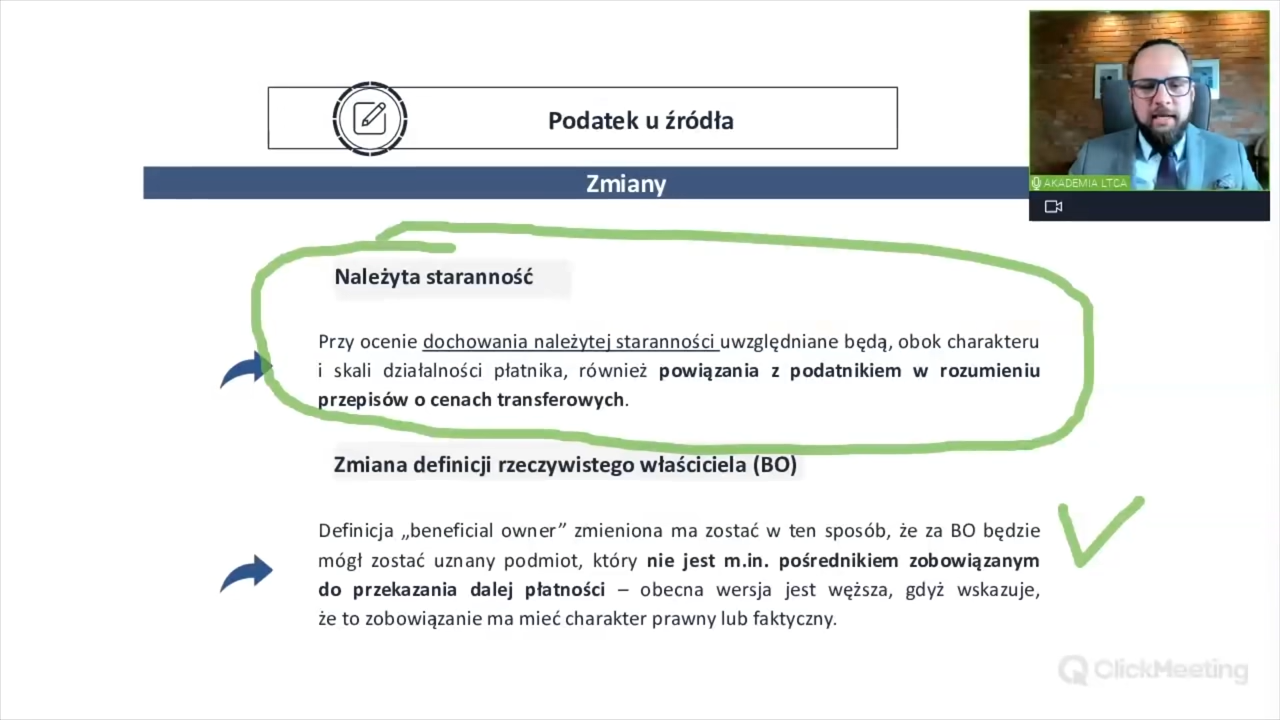 Podatek u źródła
Zmiany
AKADEMIA LTCA
Należyta staranność
Przy ocenie dochowania należytej staranności uwzględniane będą, obok charakteru
i skali działalności płatnika, również powiązania z podatnikiem w rozumieniu
przepisów o cenach transferowych.
Zmiana definicji rzeczywistego właściciela (BO)
Definicja „beneficial owner” zmieniona ma zostać w ten sposób, że za BO będzie
mógł zostać uznany podmiot, który nie jest m.in. pośrednikiem zobowiązanym
do przekazania dalej płatności – obecna wersja jest węższa, gdyż wskazuje,
że to zobowiązanie ma mieć charakter prawny lub faktyczny.
ClickMeeting